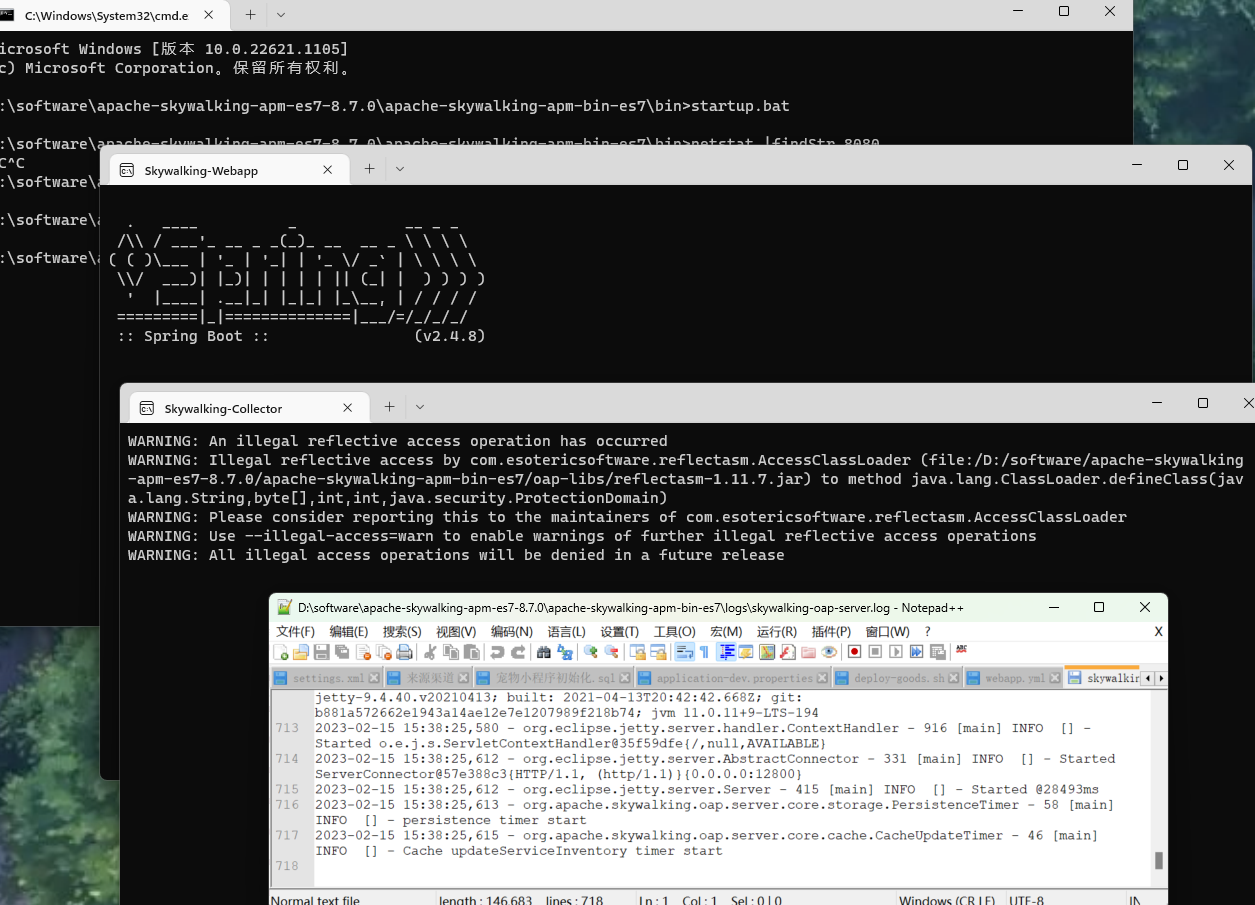 C:\Windows\System32\cmd.e
icrosoft Windows [版本 10.0.22621.1105]
c) Microsoft Corporation。保留所有权利。
:\software\apache-skywalking-apm-es7-8.7.0\apache-skywalking-apm-bin-es7\bin>startup.bat
:\software\apache-skywalking-apm-es7-8.7.0\apache-skywalking-apm-bin-es7\bin>netstat |findStr 8080
C^C
:\software\a
:\software\a
:\software\a
Skywalking-Webapp
:: Spring Boot ::                (v2.4.8)
Skywalking-Collector
WARNING: An illegal reflective access operation has occurred
WARNING: Illegal reflective access by com.esotericsoftware.reflectasm.AccessClassLoader (file:/D:/software/apache-skywalking
-apm-es7-8.7.0/apache-skywalking-apm-bin-es7/oap-libs/reflectasm-1.11.7.jar) to method java.lang.ClassLoader.defineClass(jav
a.lang.String,byte[],int,int,java.security.ProtectionDomain)
WARNING: Please consider reporting this to the maintainers of com.esotericsoftware.reflectasm.AccessClassLoader
WARNING: Use --illegal-access=warn to enable warnings of further illegal reflective access operations
WARNING: All illegal access operations will be denied in a future release
D:\software\apache-skywalking-apm-es7-8.7.0\apache-skywalking-apm-bin-es7\logs\skywalking-oap-server.log - Notepad++
文件(F) 编辑(E) 搜索(S) 视图(V) 编码(N) 语言(L) 设置(T) 工具(O) 宏(M) 运行(R) 插件(P) 窗口(W) ? X
settings.xml 来源渠道 宠物小程序初始化.sql application-dev.properties deploy-goods.sh webapp.yml skywalkin
jetty-9.4.40.v20210413; built: 2021-04-13T20:42:42.668Z; git:
b881a572662e1943a14ae12e7e1207989f218b74; jvm 11.0.11+9-LTS-194
713 2023-02-15 15:38:25,580 - org.eclipse.jetty.server.handler.ContextHandler - 916 [main] INFO  [] -
Started o.e.j.s.ServletContextHandler@35f59dfe{/,null,AVAILABLE}
714 2023-02-15 15:38:25,612 - org.eclipse.jetty.server.AbstractConnector - 331 [main] INFO  [] - Started
ServerConnector@57e388c3{HTTP/1.1, (http/1.1)}{0.0.0.0:12800}
715 2023-02-15 15:38:25,612 - org.eclipse.jetty.server.Server - 415 [main] INFO  [] - Started @28493ms
716 2023-02-15 15:38:25,613 - org.apache.skywalking.oap.server.core.storage.PersistenceTimer - 58 [main]
INFO  [] - persistence timer start
717 2023-02-15 15:38:25,615 - org.apache.skywalking.oap.server.core.cache.CacheUpdateTimer - 46 [main]
INFO  [] - Cache updateServiceInventory timer start
718
Normal text file length : 146,683 lines : 718 Ln : 1 Col : 1 Sel : 0 | 0 Windows (CR LF) UTF-8 IN